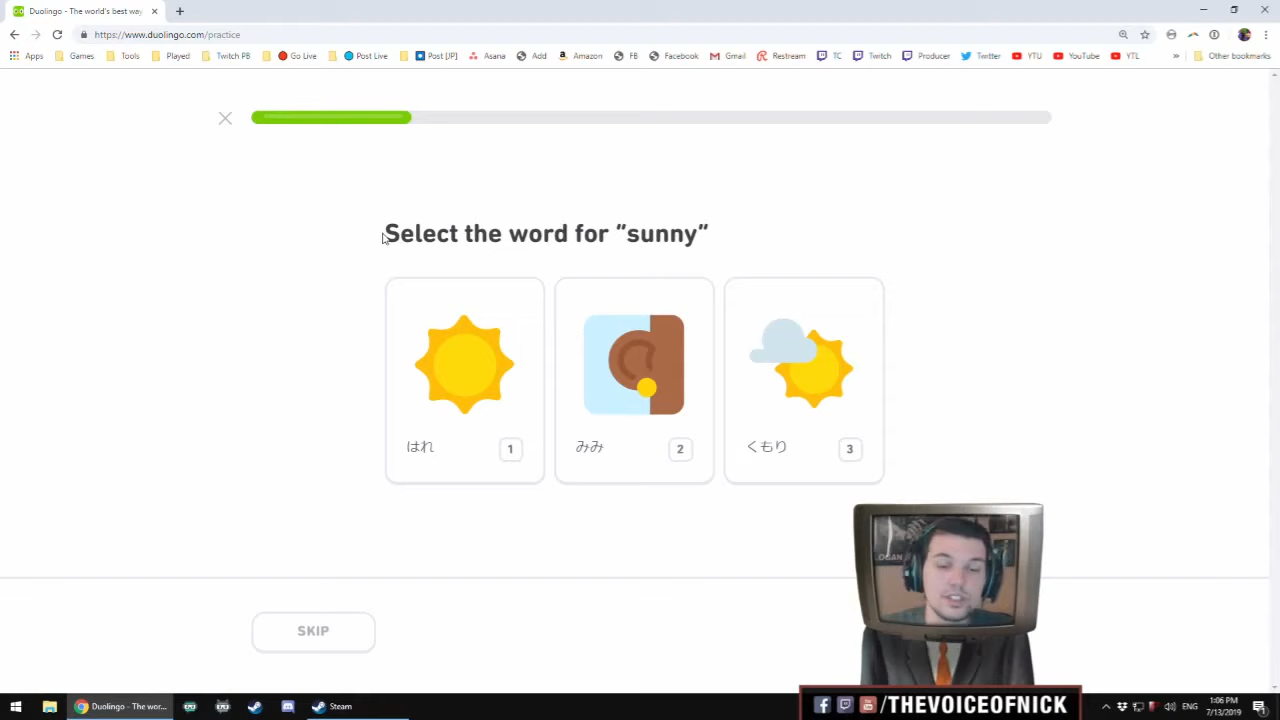 Duolingo - The world's best way
https://www.duolingo.com/practice
Apps Games Tools Played Twitch PB Go Live Post Live Post [JP] Asana Add Amazon FB Facebook Gmail Restream TC Twitch Producer Twitter YTU YouTube YTL » Other bookmarks
Select the word for “sunny”
はれ 1 みみ 2 くもり 3
SKIP
/THEVOICEOFNICK
Duolingo - The wor... Steam ENG 1:06 PM
7/13/2019